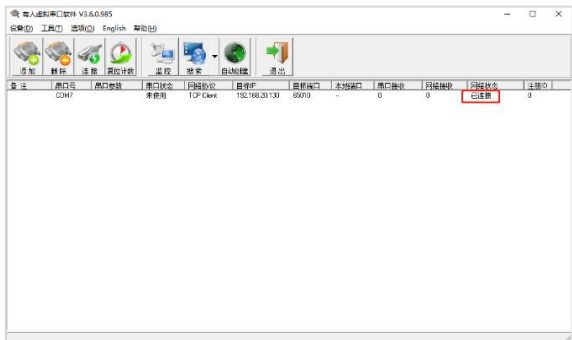 有人虚拟串口软件 V3.6.0.985
设备(D) 工具(T) 选项(O) English 帮助(H)
添加 删除 连接 复位计数 监控 搜索 自动创建 退出
备注 串口号 串口参数 串口状态 网络协议 目标IP 目标端口 本地端口 串口接收 网络接收 网络状态 注册ID
COM7 未使用 TCP Client 192.168.20.130 65010 -- 0 0 已连接 0